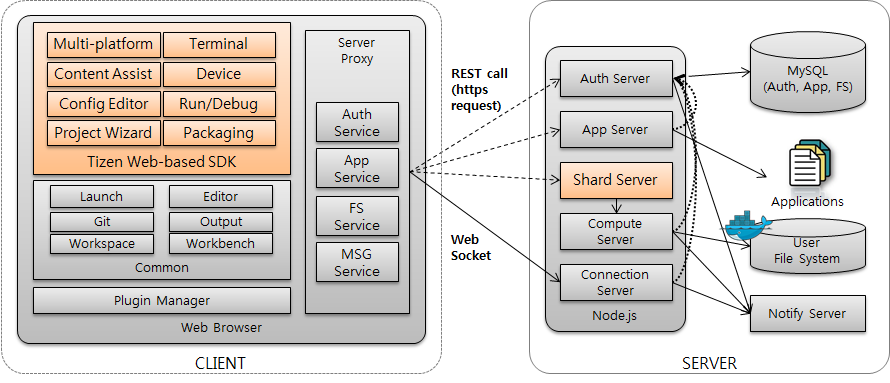 Multi-platform
Terminal
Content Assist
Device
Config Editor
Run/Debug
Project Wizard
Packaging
Tizen Web-based SDK
Launch
Editor
Git
Output
Workspace
Workbench
Common
Plugin Manager
Web Browser
Server
Proxy
Auth
Service
App
Service
FS
Service
MSG
Service
CLIENT
REST call
(https
request)
Web
Socket
Auth Server
App Server
Shard Server
Compute
Server
Connection
Server
Node.js
MySQL
(Auth, App, FS)
Applications
User
File System
Notify Server
SERVER